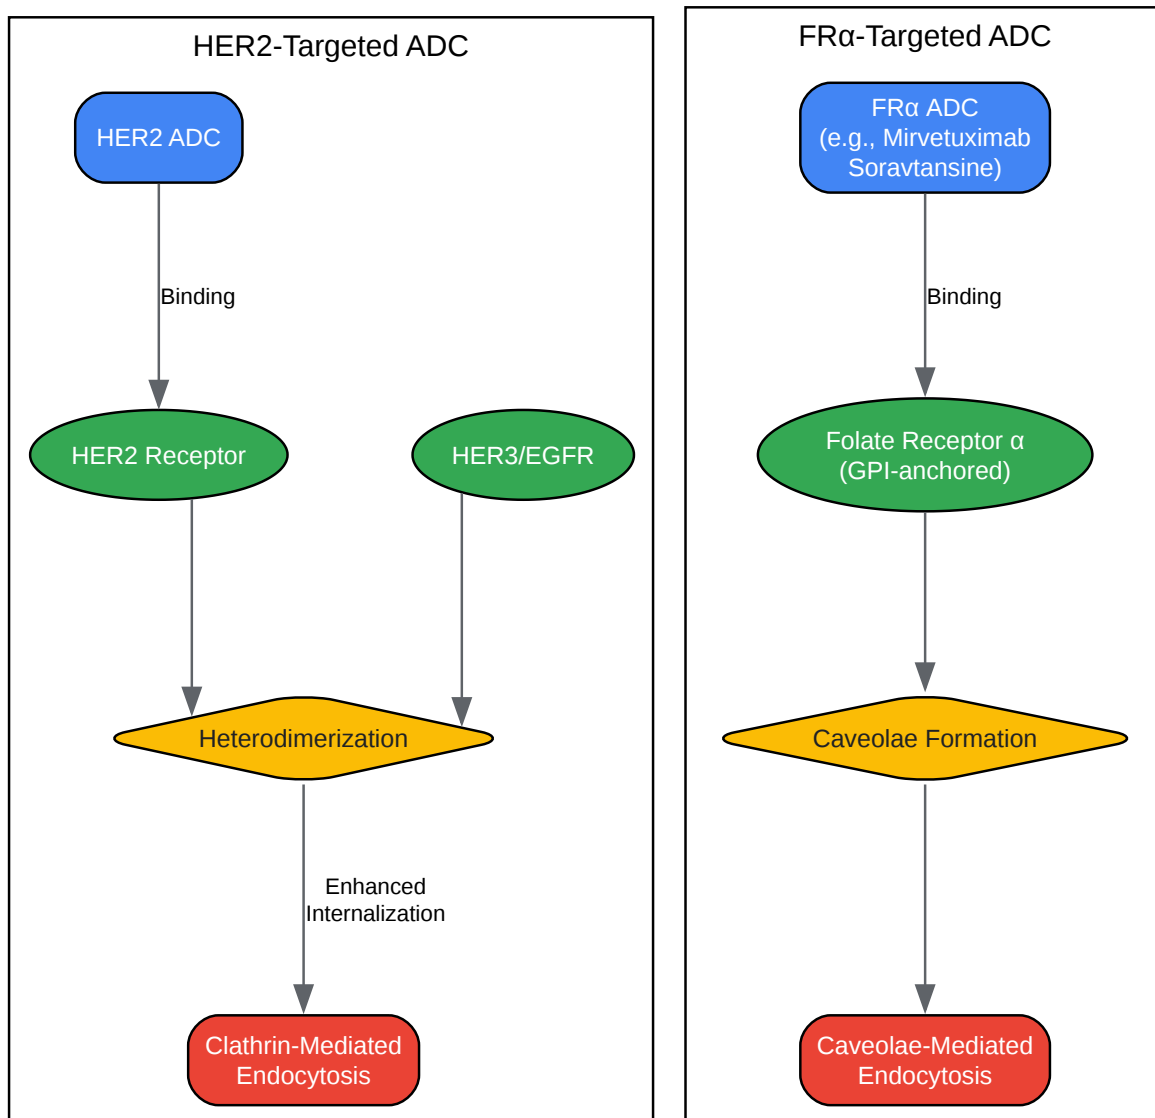 HER2-Targeted ADC
HER2 ADC
Binding
HER2 Receptor
HER3/EGFR
Heterodimerization
Enhanced
Internalization
Clathrin-Mediated
Endocytosis
FRα-Targeted ADC
FRα ADC
(e.g., Mirvetuximab
Soravtansine)
Binding
Folate Receptor α
(GPI-anchored)
Caveolae Formation
Caveolae-Mediated
Endocytosis